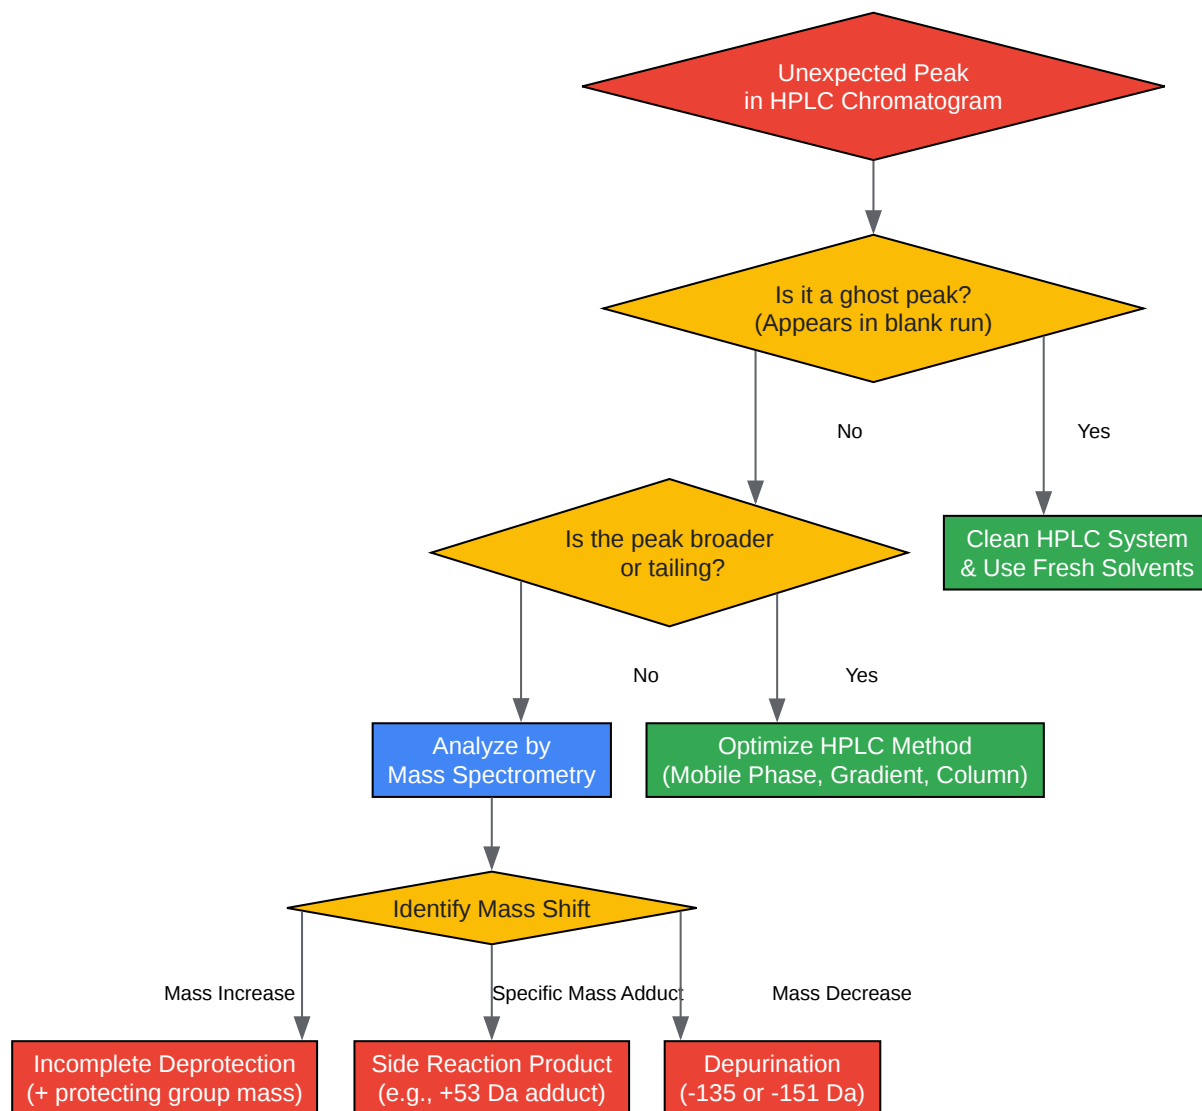 Unexpected Peak
in HPLC Chromatogram
Is it a ghost peak?
(Appears in blank run)
No
Yes
Is the peak broader
or tailing?
Clean HPLC System
& Use Fresh Solvents
No
Yes
Analyze by
Mass Spectrometry
Optimize HPLC Method
(Mobile Phase, Gradient, Column)
Identify Mass Shift
Mass Increase
Specific Mass Adduct
Mass Decrease
Incomplete Deprotection
(+ protecting group mass)
Side Reaction Product
(e.g., +53 Da adduct)
Depurination
(-135 or -151 Da)